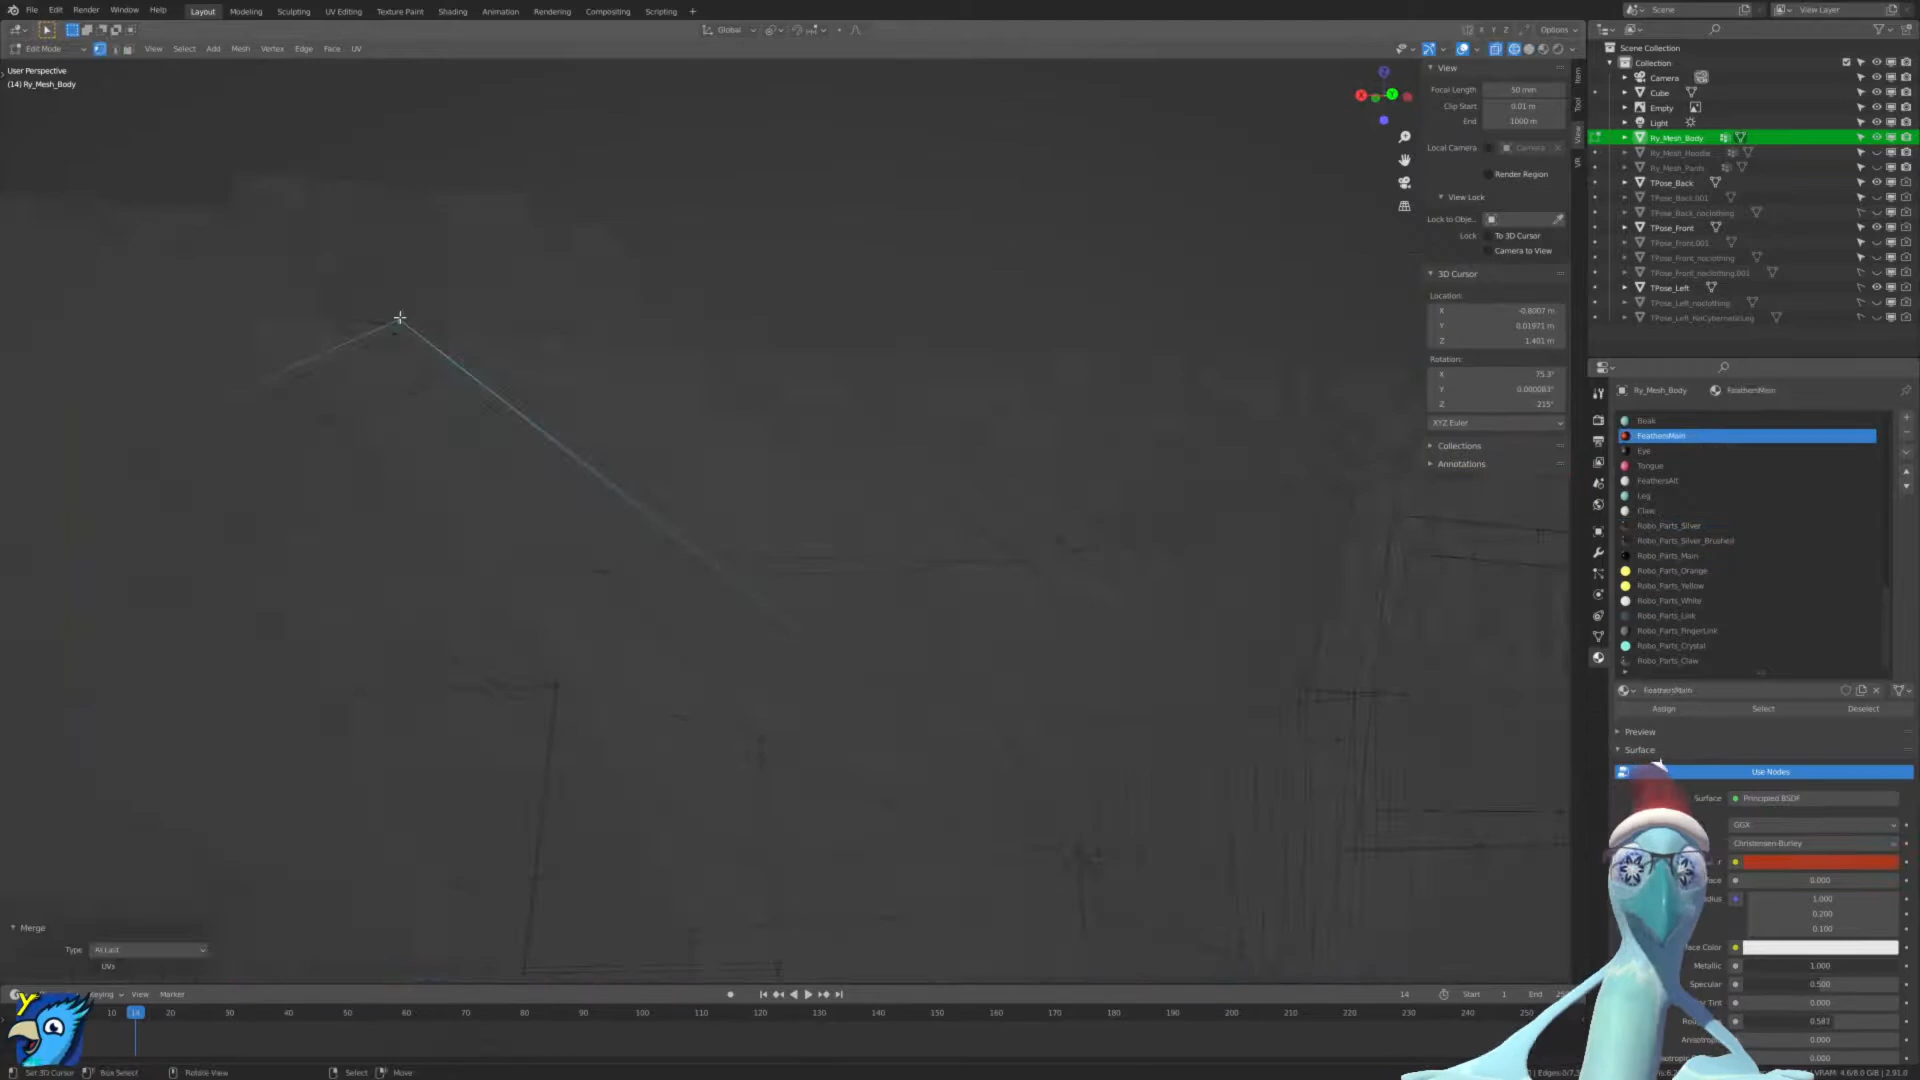 File Edit Render Window Help Layout Modeling Sculpting UV Editing Texture Paint Shading Animation Rendering Compositing Scripting + Scene View Layer
Global Options
Edit Mode View Select Add Mesh Vertex Edge Face UV
User Perspective
(14) Ry_Mesh_Body
View
Focal Length 50 mm
Clip Start 0.01 m
End 1000 m
Local Camera Camera
Render Region
View Lock
Lock to Obje...
Lock To 3D Cursor
Camera to View
3D Cursor
Location:
X -0.8007 m
Y 0.01971 m
Z 1.401 m
Rotation:
X 75.3°
Y 0.000083°
Z 215°
XYZ Euler
Collections
Annotations
Item
Tool
View
VR
Scene Collection
Collection
Camera
Cube
Empty
Light
Ry_Mesh_Body
Ry_Mesh_Hoodie
Ry_Mesh_Pants
TPose_Back
TPose_Back.001
TPose_Back_noclothing
TPose_Front
TPose_Front.001
TPose_Front_noclothing
TPose_Front_noclothing.001
TPose_Left
TPose_Left_noclothing
Ry_Mesh_Body FeathersMain
Beak
FeathersMain
Eye
Tongue
FeathersAlt
Leg
Claw
Robo_Parts_Silver
Robo_Parts_Silver_Brushed
Robo_Parts_Main
Robo_Parts_Orange
Robo_Parts_Yellow
Robo_Parts_White
Robo_Parts_Link
Robo_Parts_FingerLink
Robo_Parts_Crystal
Robo_Parts_Claw
FeathersMain
Assign Select Deselect
Preview
Surface
Use Nodes
Surface Principled BSDF
GGX
Christensen-Burley
0.000
1.000
0.200
0.100
Metallic 1.000
Specular 0.500
0.000
0.587
0.000
0.000
Merge
Type At Last
UVs
Keying View Marker 14 Start 1 End
10 14 20 30 40 50 60 70 80 90 100 110 120 130 140 150 160 170 180 190 200 210 220 230 240 250
Set 3D Cursor Box Select Rotate View Select Move VRAM: 4.6/8.0 GiB | 2.91.0